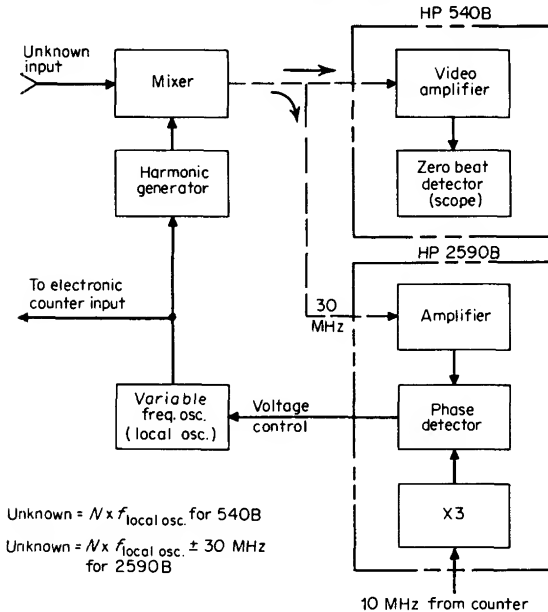 HP 540B
Unknown
input
Mixer
Video
amplifier
Harmonic
generator
Zero beat
detector
(scope)
HP 2590B
To electronic
counter input
30
MHz
Amplifier
Variable
freq. osc.
(local osc.)
Voltage
control
Phase
detector
X3
Unknown = N x f local osc. for 540B
Unknown = N x f local osc. ± 30 MHz
for 2590B
10 MHz from counter